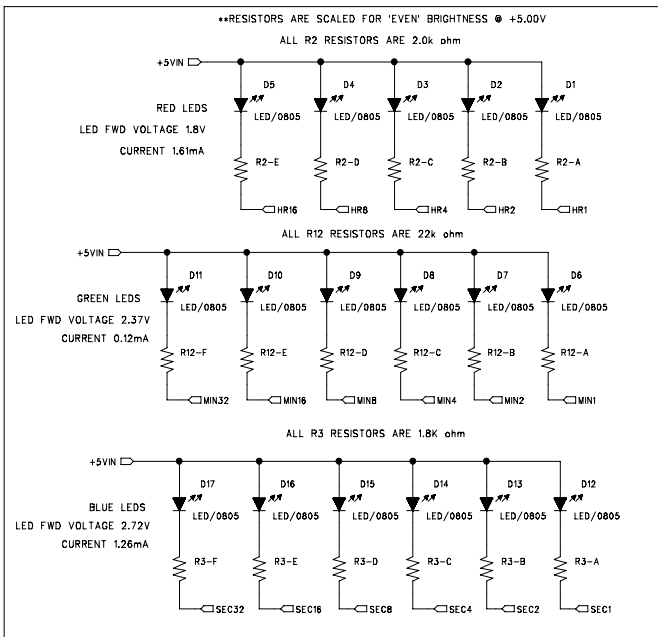 **RESISTORS ARE SCALED FOR 'EVEN' BRIGHTNESS @ +5.00V
ALL R2 RESISTORS ARE 2.0k ohm
+5VIN
D5 D4 D3 D2 D1
RED LEDS
LED/0805 LED/0805 LED/0805 LED/0805 LED/0805
LED FWD VOLTAGE 1.8V
CURRENT 1.61mA
R2-E R2-D R2-C R2-B R2-A
HR16 HR8 HR4 HR2 HR1
ALL R12 RESISTORS ARE 22k ohm
+5VIN
D11 D10 D9 D8 D7 D6
GREEN LEDS
LED/0805 LED/0805 LED/0805 LED/0805 LED/0805 LED/0805
LED FWD VOLTAGE 2.37V
CURRENT 0.12mA
R12-F R12-E R12-D R12-C R12-B R12-A
MIN32 MIN16 MIN8 MIN4 MIN2 MIN1
ALL R3 RESISTORS ARE 1.8K ohm
+5VIN
D17 D16 D15 D14 D13 D12
BLUE LEDS
LED/0805 LED/0805 LED/0805 LED/0805 LED/0805 LED/0805
LED FWD VOLTAGE 2.72V
CURRENT 1.26mA
R3-F R3-E R3-D R3-C R3-B R3-A
SEC32 SEC16 SEC8 SEC4 SEC2 SEC1